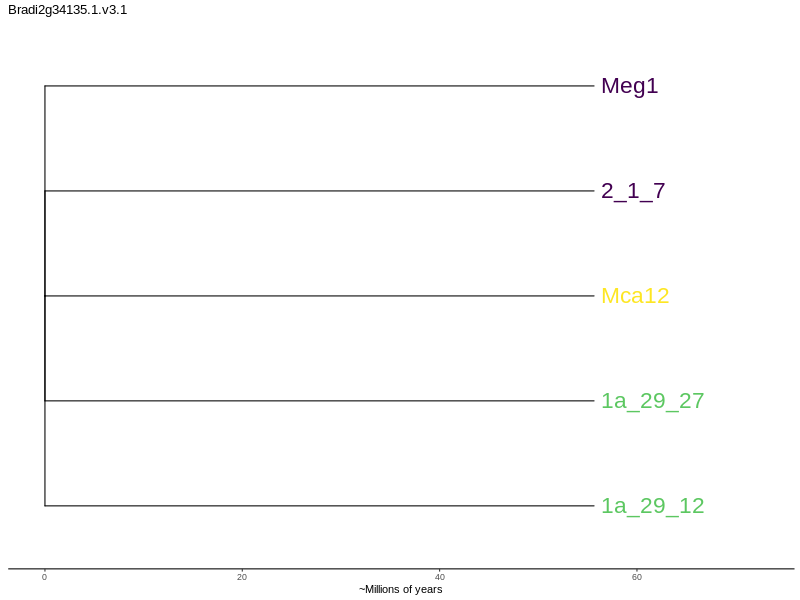 Bradi2g34135.1.v3.1
Meg1
2_1_7
Mca12
1a_29_27
1a_29_12
0 20 40 60
~Millions of years